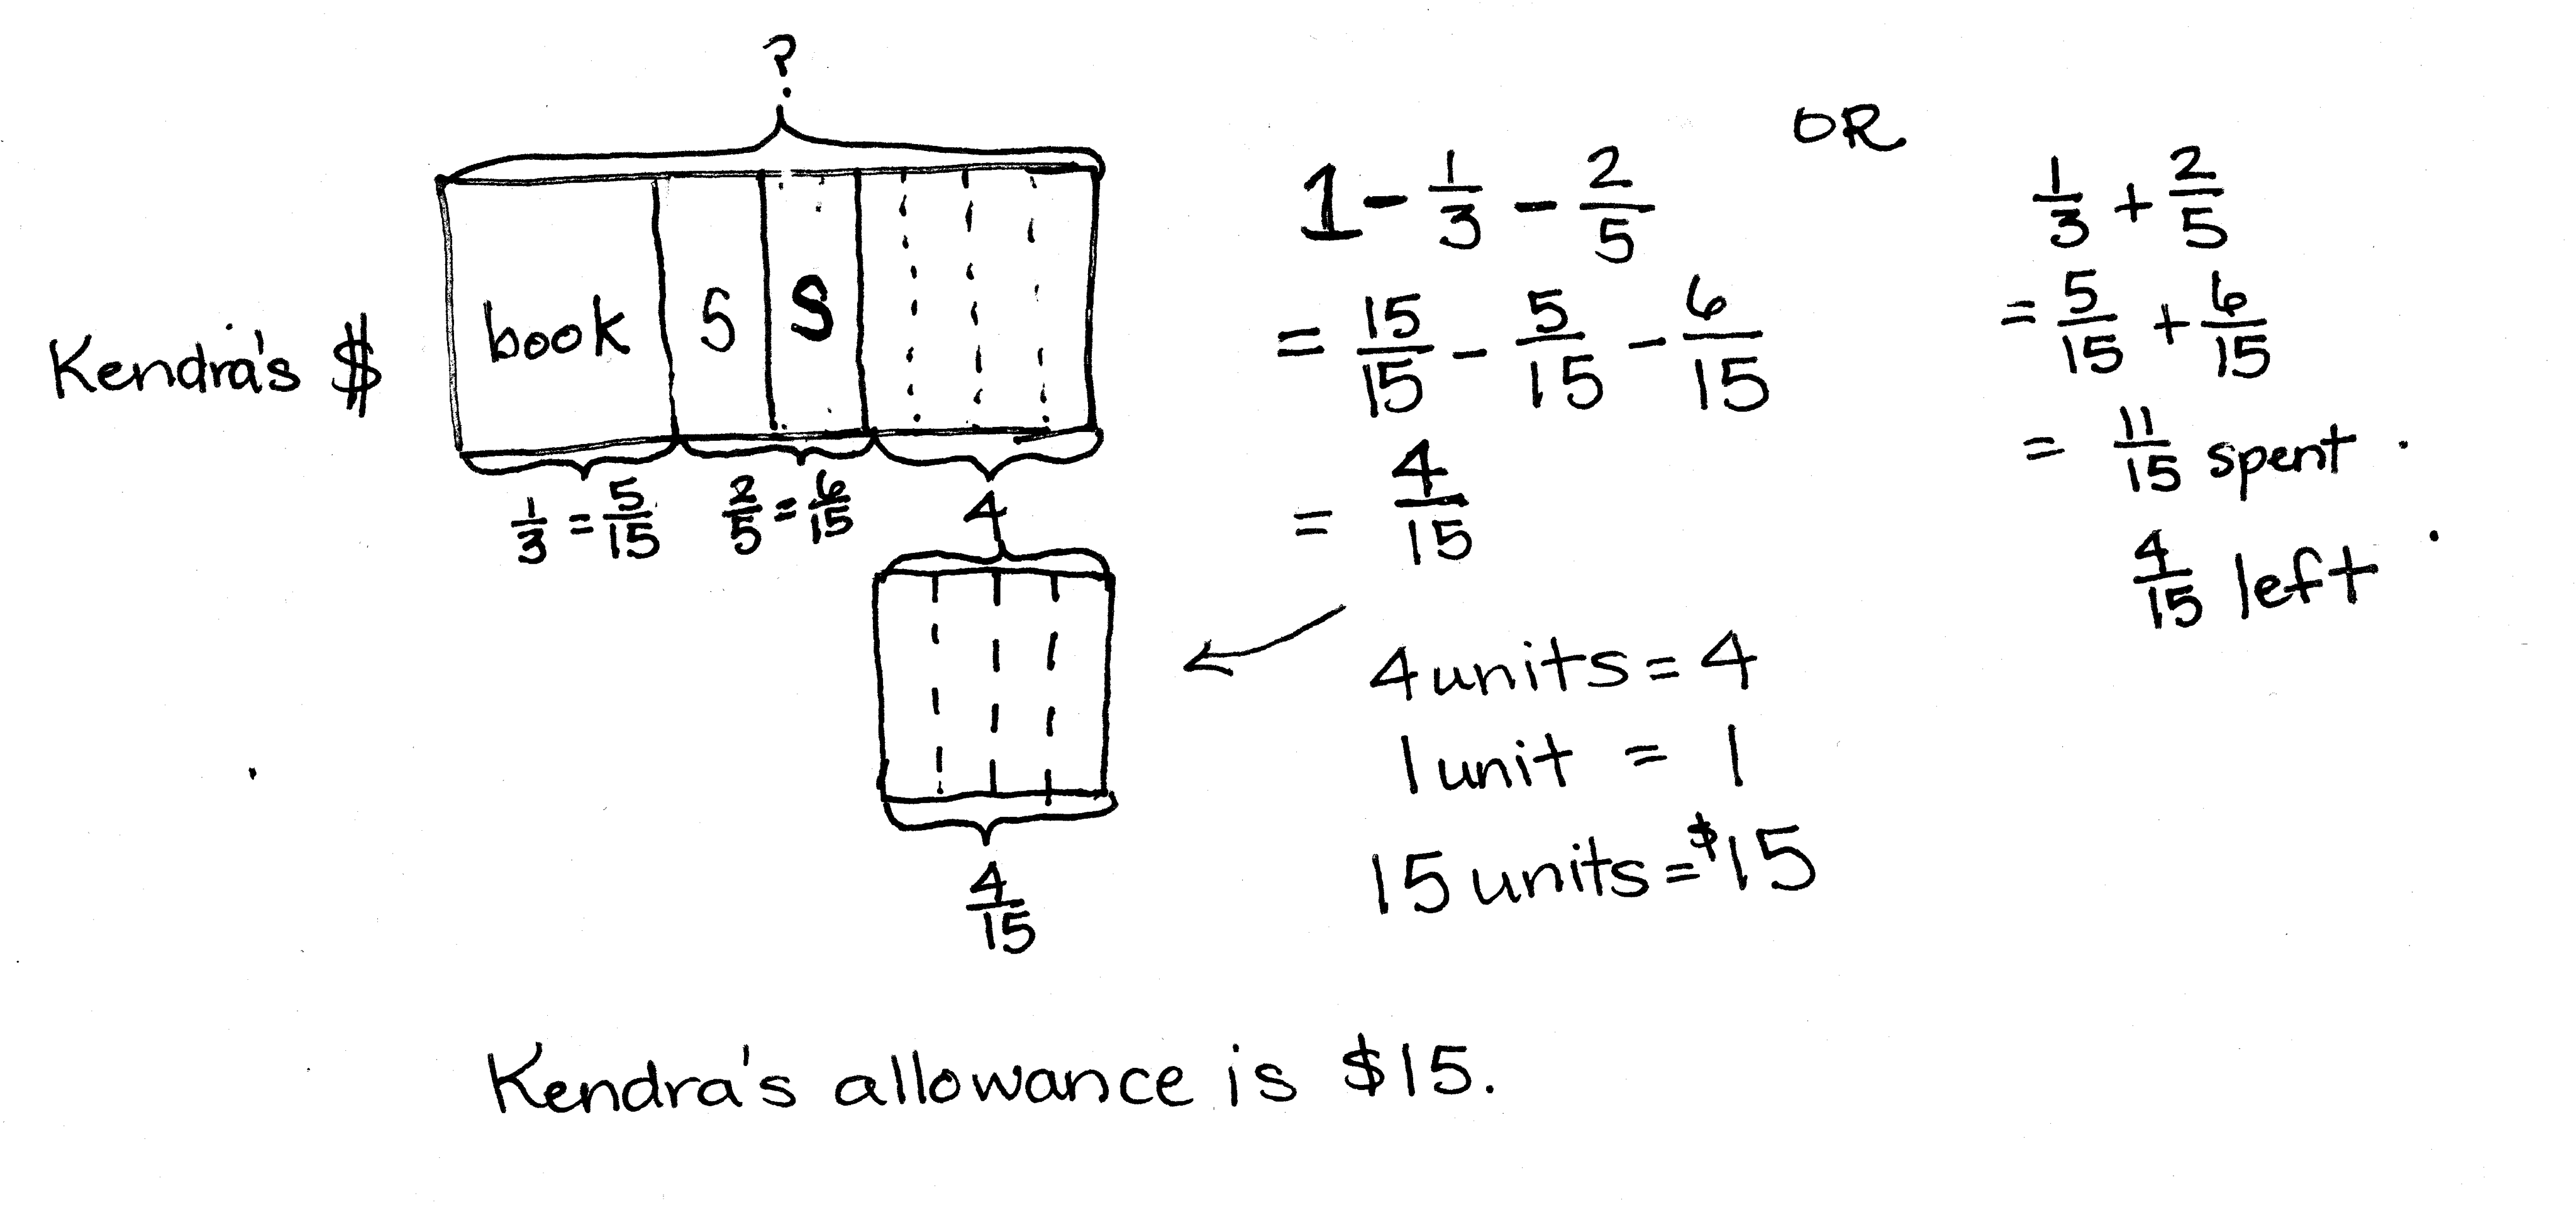 ?
Kendra's $
book S S
1/3 = 5/15
2/5 = 6/15
4
4/15
1 - 1/3 - 2/5
= 15/15 - 5/15 - 6/15
= 4/15
4 units = 4
1 unit = 1
15 units = $15
OR
1/3 + 2/5
= 5/15 + 6/15
= 11/15 spent
4/15 left
Kendra's allowance is $15.